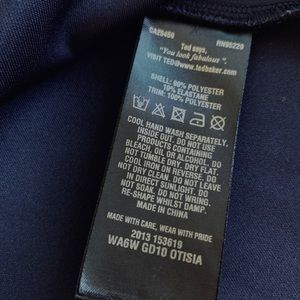 CA25456 RN95229
Ted says,
"You look fabulous"
VISIT TED@www.tedbaker.com
SHELL: 90% POLYESTER
10% ELASTANE
TRIM: 100% POLYESTER
COOL HAND WASH SEPARATELY.
INSIDE OUT. DO NOT USE
PRODUCTS CONTAINING
BLEACH, OIL OR ALCOHOL. DO
NOT TUMBLE DRY. DRY FLAT.
COOL IRON ON REVERSE SIDE.
DO NOT DRY CLEAN. DO NOT DRY
IN DIRECT SUNLIGHT. DO NOT
SOAK. DO NOT WRING.
RE-SHAPE WHILST DAMP.
MADE IN CHINA
MADE WITH CARE, WEAR WITH PRIDE
2013 153619
WA6W GD10 OTISIA